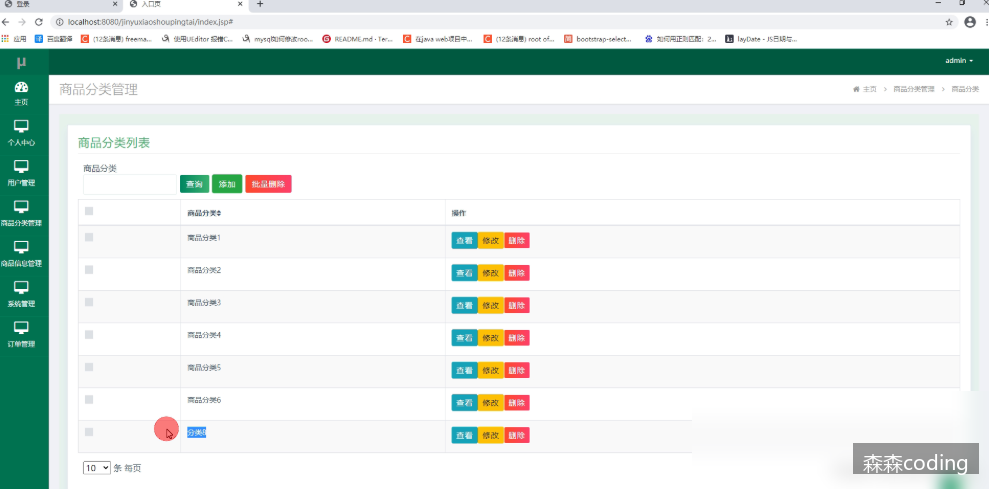 登录
入口页
localhost:8080/jinyuxiaoshoupingtai/index.jsp#
应用
百度翻译
(12条消息) freema...
使用UEditor 报错C...
mysql如何修改roo...
README.md · Ter...
在java web项目中...
(12条消息) root of...
bootstrap-select...
如何用正则匹配：2...
layDate - JS日期与...
μ
admin
主页
个人中心
用户管理
商品分类管理
商品信息管理
系统管理
订单管理
商品分类管理
主页 > 商品分类管理 > 商品分类
商品分类列表
商品分类
查询 添加 批量删除
商品分类 操作
商品分类1 查看 修改 删除
商品分类2 查看 修改 删除
商品分类3 查看 修改 删除
商品分类4 查看 修改 删除
商品分类5 查看 修改 删除
商品分类6 查看 修改 删除
分类8 查看 修改 删除
10 条 每页
森森coding